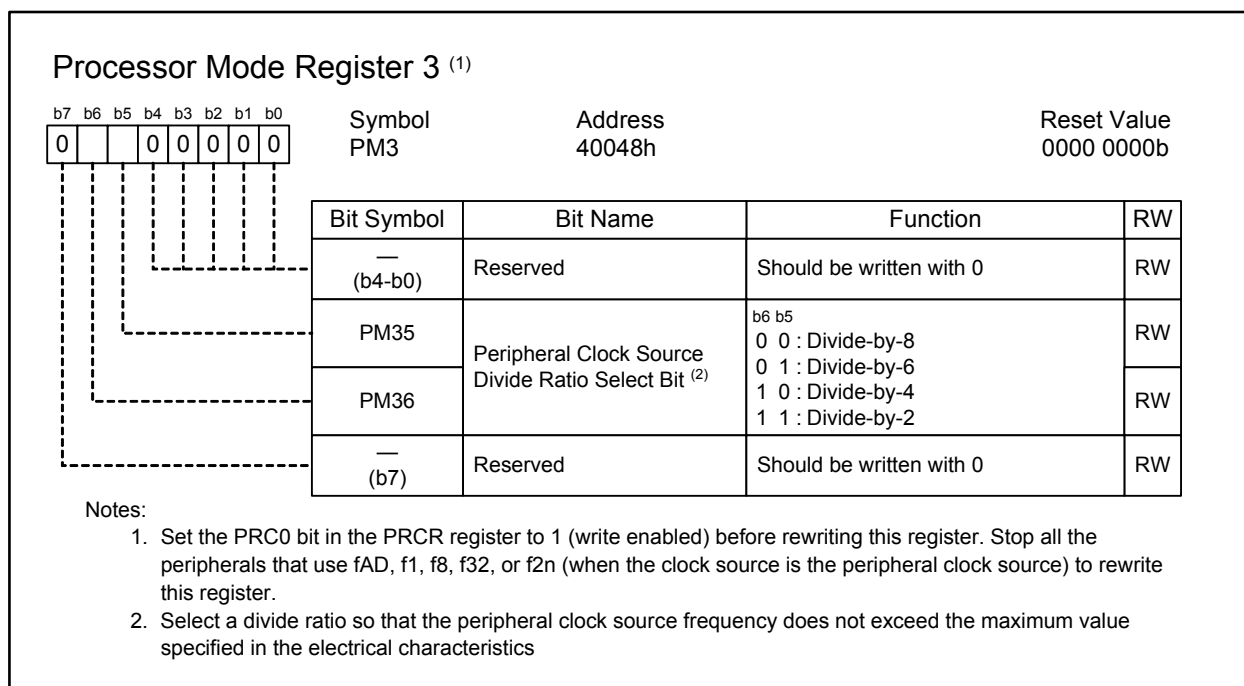 Processor Mode Register 3 (1)
b7 b6 b5 b4 b3 b2 b1 b0
0 0 0 0 0 0
Symbol Address Reset Value
PM3 40048h 0000 0000b
Bit Symbol Bit Name Function RW
— (b4-b0) Reserved Should be written with 0 RW
PM35 RW
PM36 RW
Peripheral Clock Source
Divide Ratio Select Bit (2)
b6 b5
0 0 : Divide-by-8
0 1 : Divide-by-6
1 0 : Divide-by-4
1 1 : Divide-by-2
— (b7) Reserved Should be written with 0 RW
Notes:
1. Set the PRC0 bit in the PRCR register to 1 (write enabled) before rewriting this register. Stop all the
peripherals that use fAD, f1, f8, f32, or f2n (when the clock source is the peripheral clock source) to rewrite
this register.
2. Select a divide ratio so that the peripheral clock source frequency does not exceed the maximum value
specified in the electrical characteristics